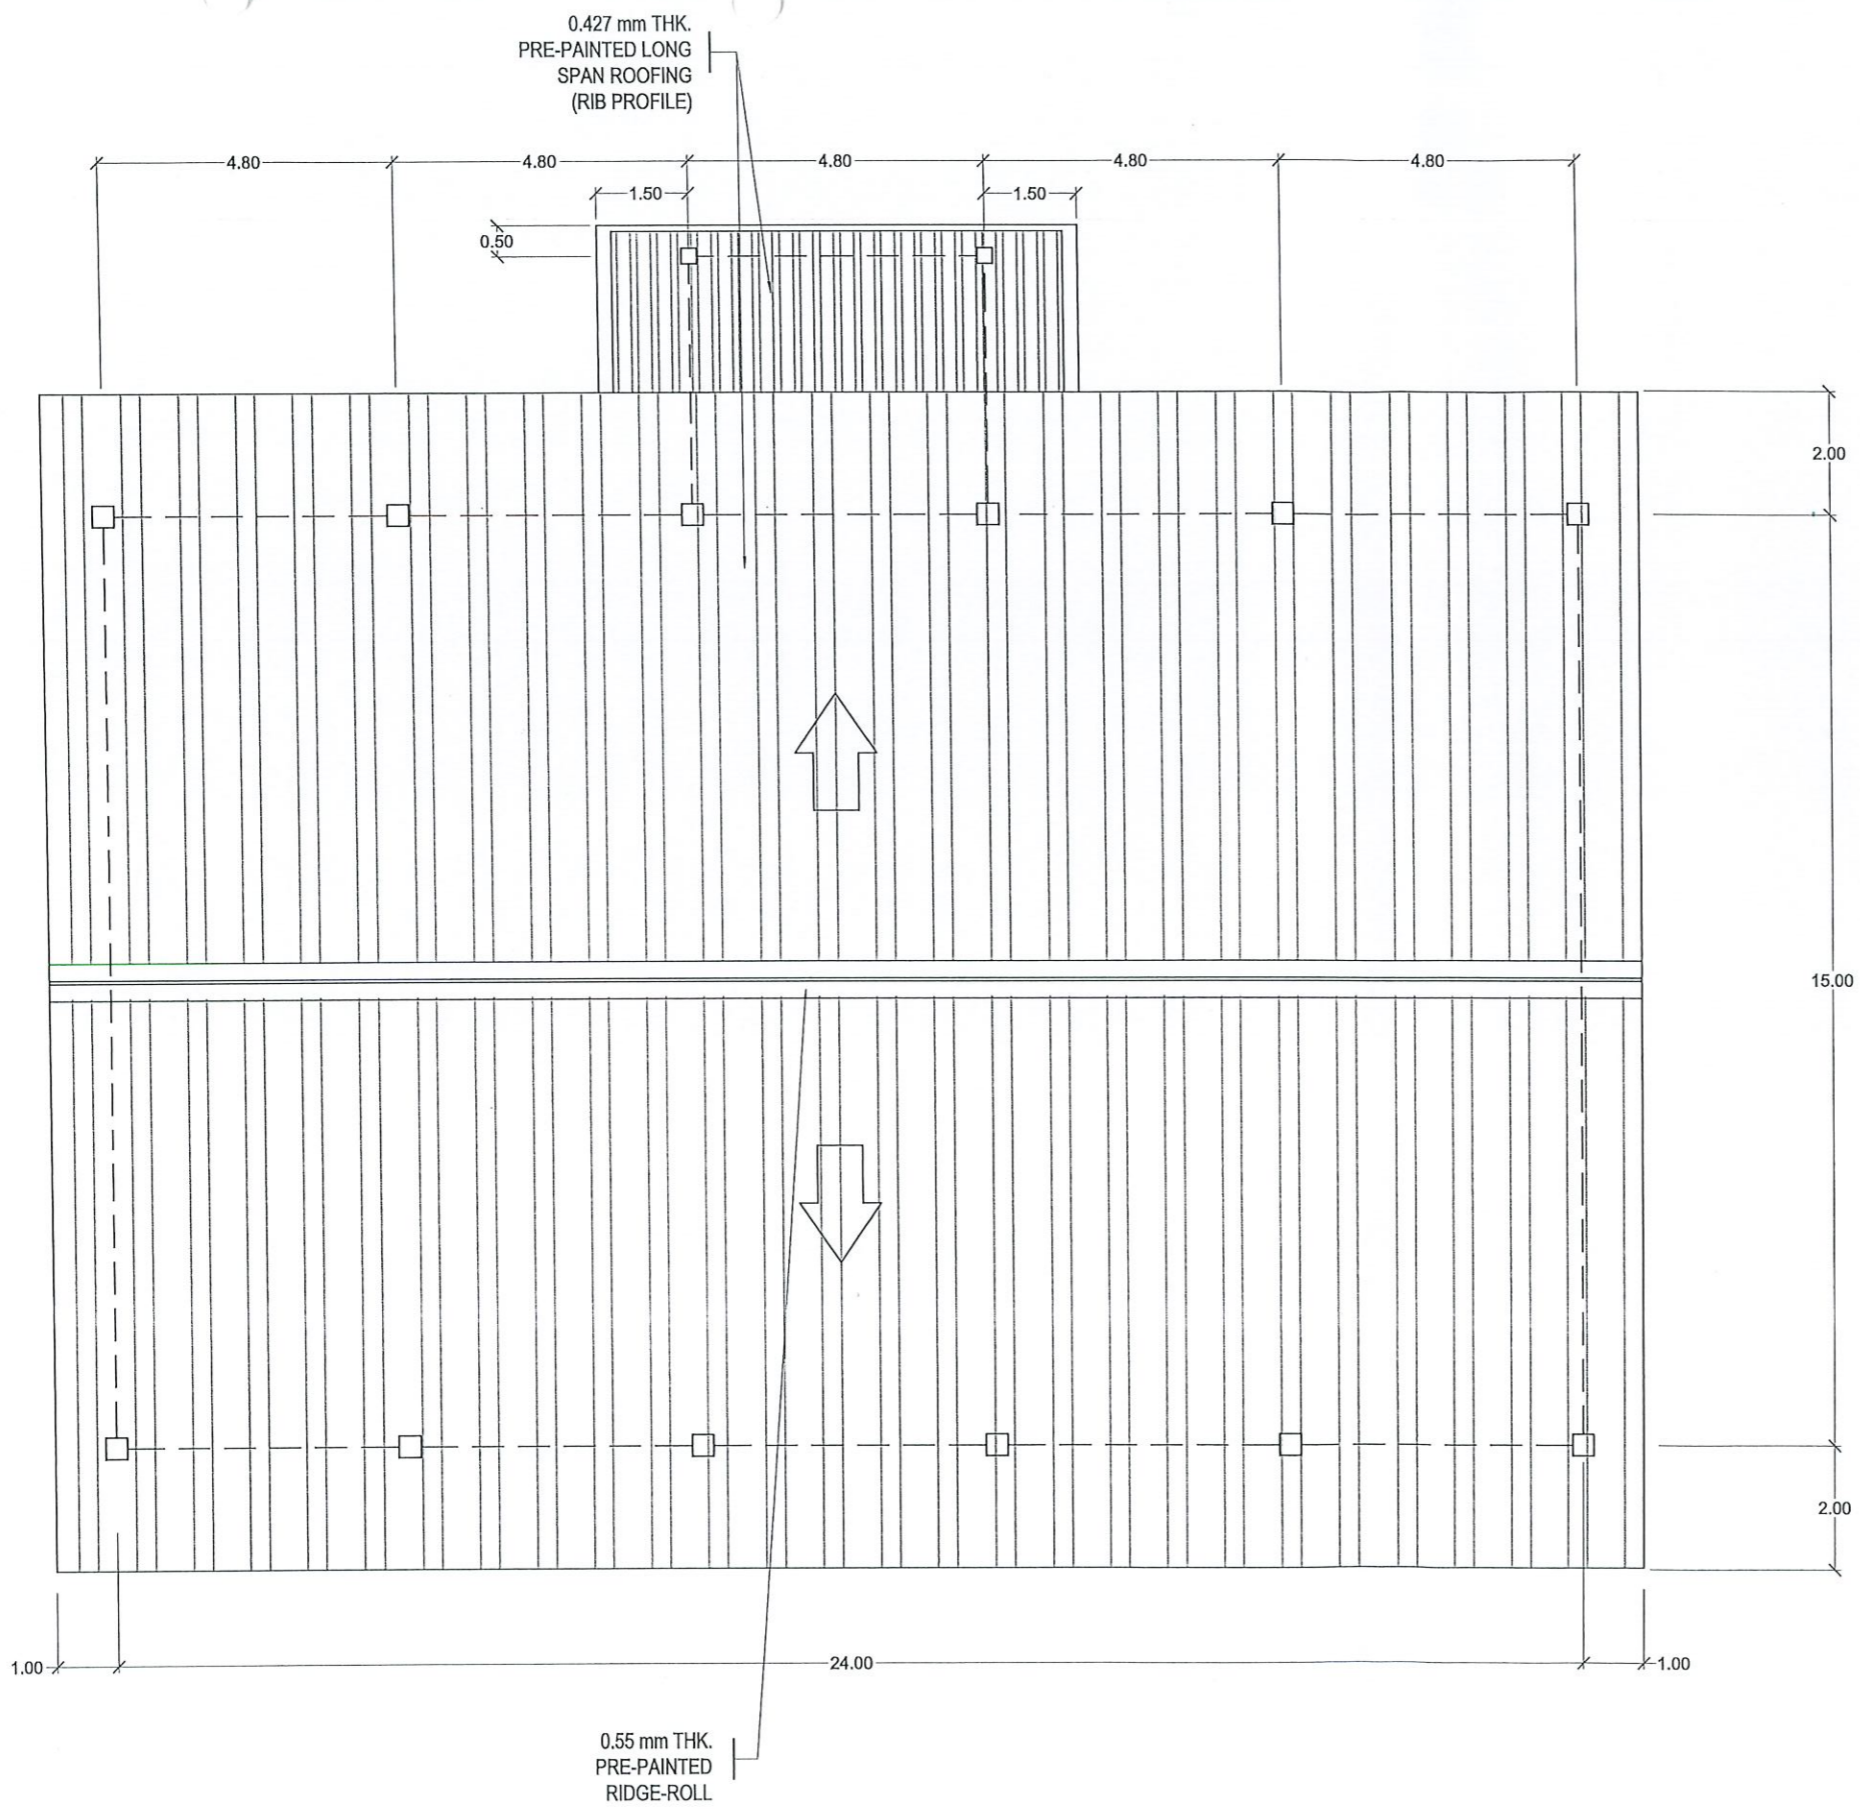 0.427 mm THK.
PRE-PAINTED LONG
SPAN ROOFING
(RIB PROFILE)
4.80
4.80
4.80
4.80
4.80
1.50
1.50
0.50
2.00
15.00
2.00
1.00
24.00
1.00
0.55 mm THK.
PRE-PAINTED
RIDGE-ROLL